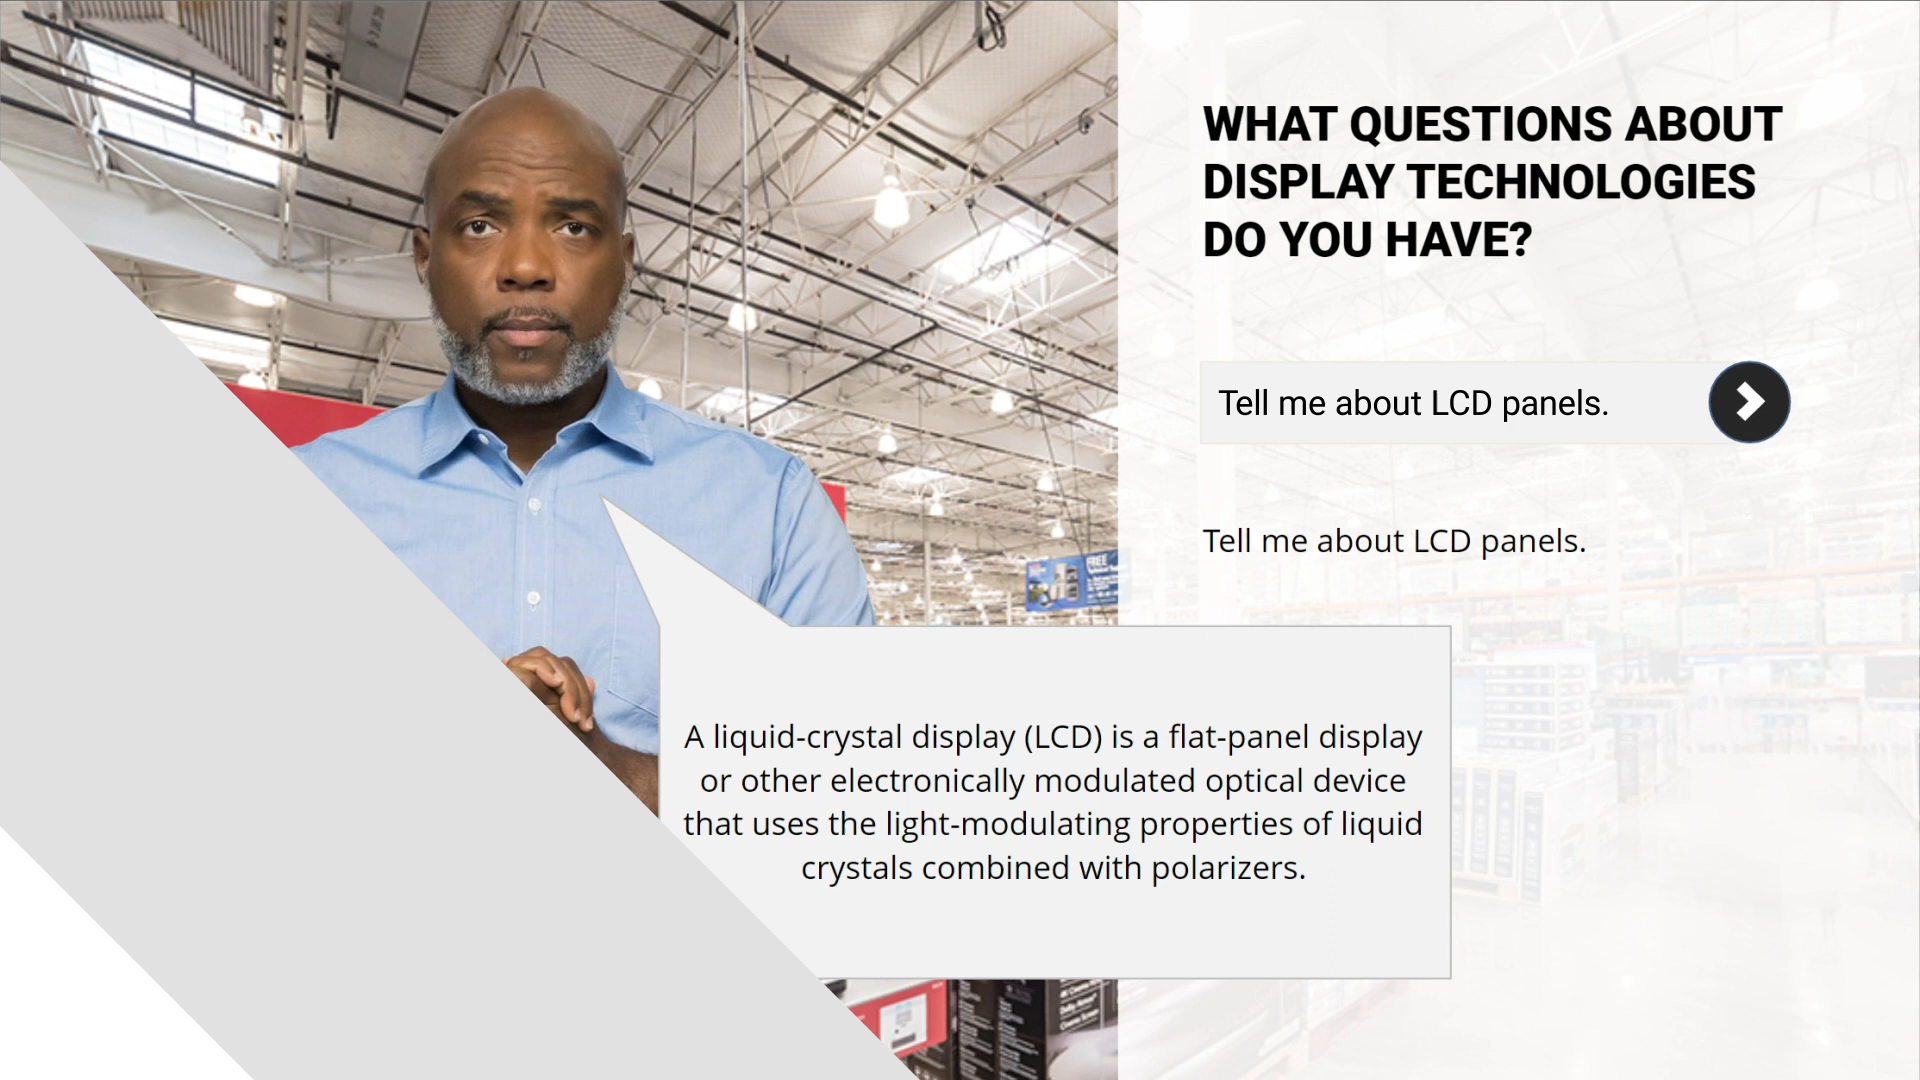 WHAT QUESTIONS ABOUT
DISPLAY TECHNOLOGIES
DO YOU HAVE?
Tell me about LCD panels.
Tell me about LCD panels.
FREE
A liquid-crystal display (LCD) is a flat-panel display
or other electronically modulated optical device
that uses the light-modulating properties of liquid
crystals combined with polarizers.